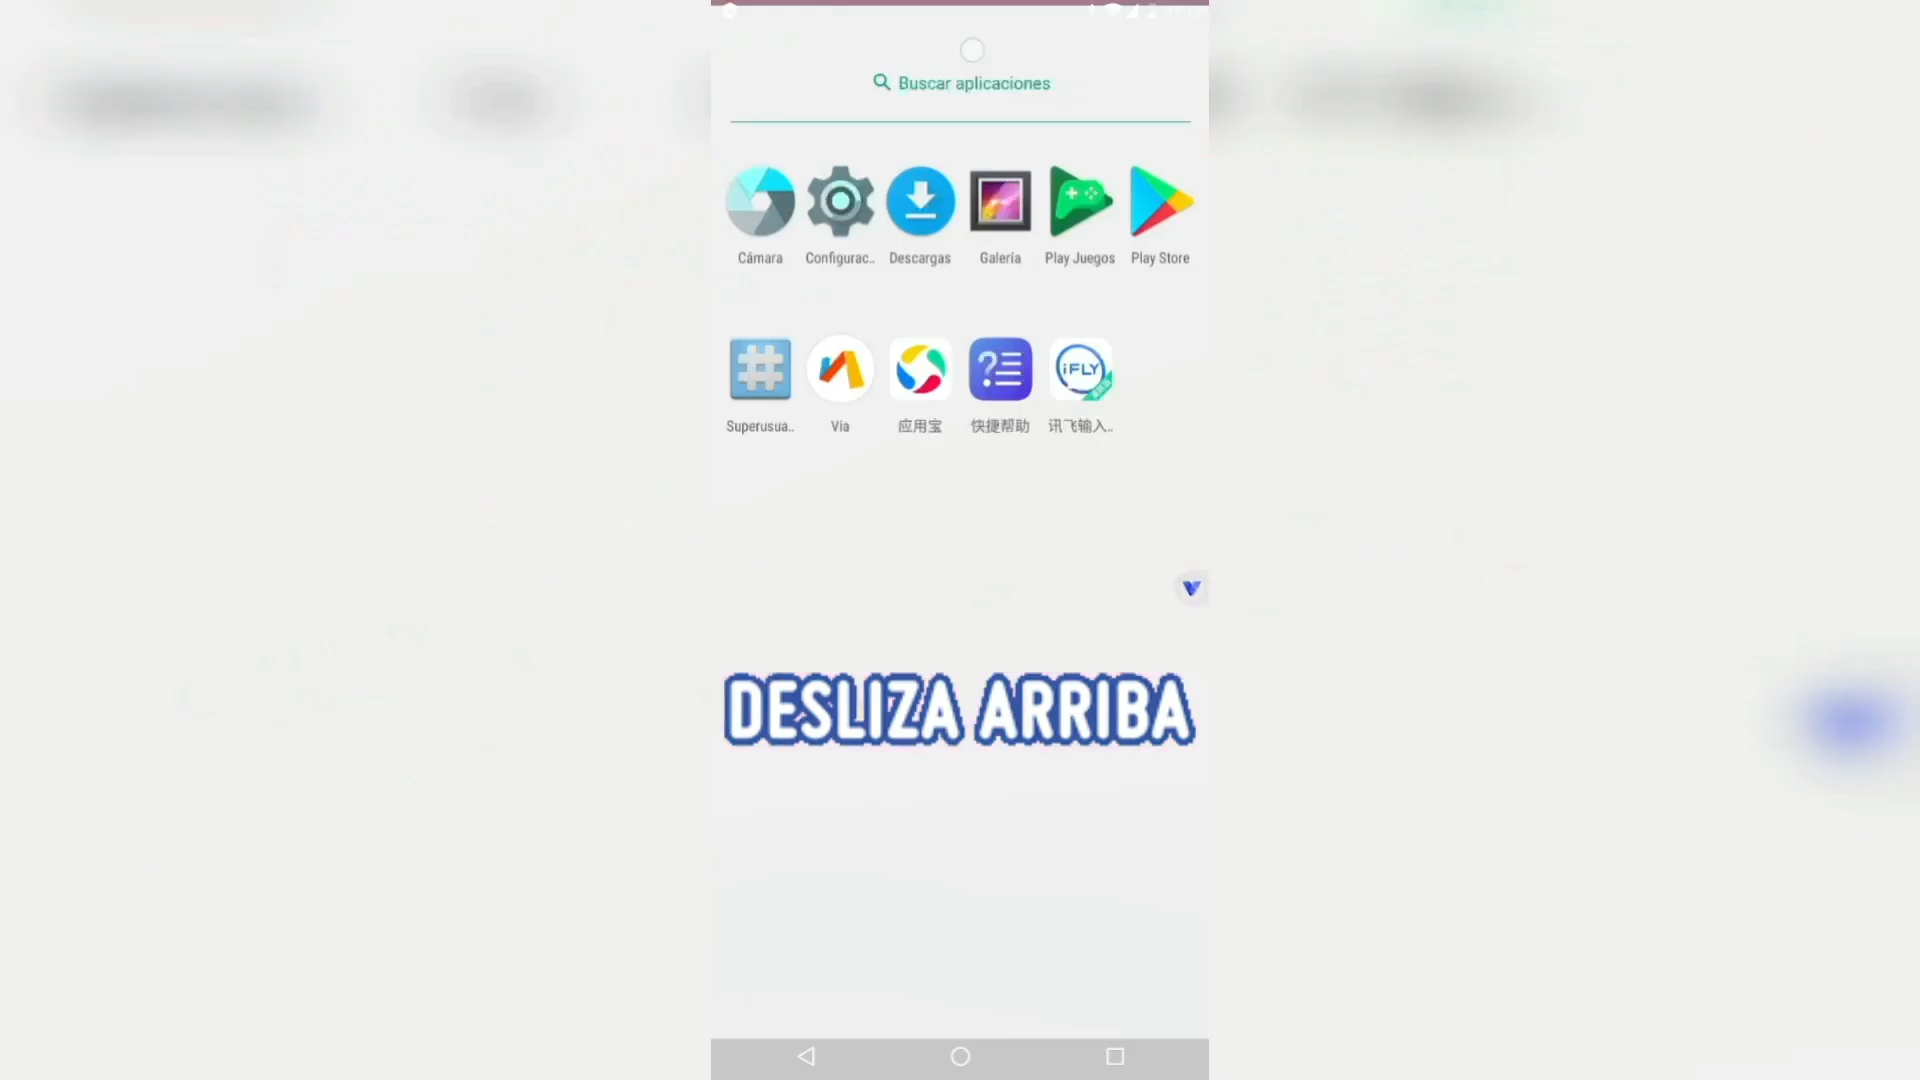 Buscar aplicaciones
Cámara Configurac.. Descargas Galería Play Juegos Play Store
iFLY
Superusua.. Via 应用宝 快捷帮助 讯飞输入..
DESLIZA ARRIBA